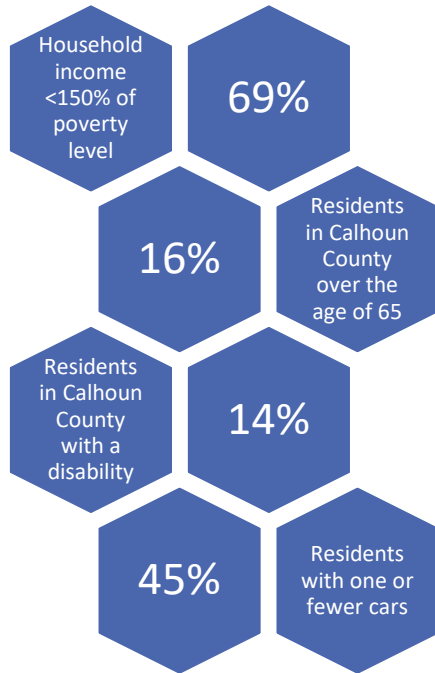 Household
income
<150% of
poverty
level
69%
16%
Residents
in Calhoun
County
over the
age of 65
Residents
in Calhoun
County
with a
disability
14%
45%
Residents
with one or
fewer cars